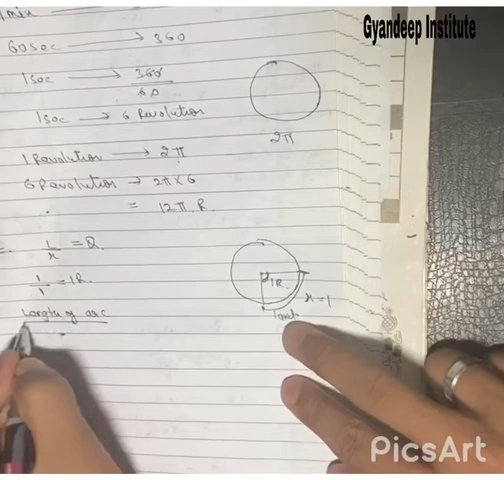 Gyandeep Institute
/min
60sec → 360
1sec → 360/60
1sec → 6 Revolution
2π
1 Revolution → 2π
6 Revolution → 2π×6
= 12π R
1/r = θ
1/1 = 1R.
1R
r=1
Length of arc
PicsArt